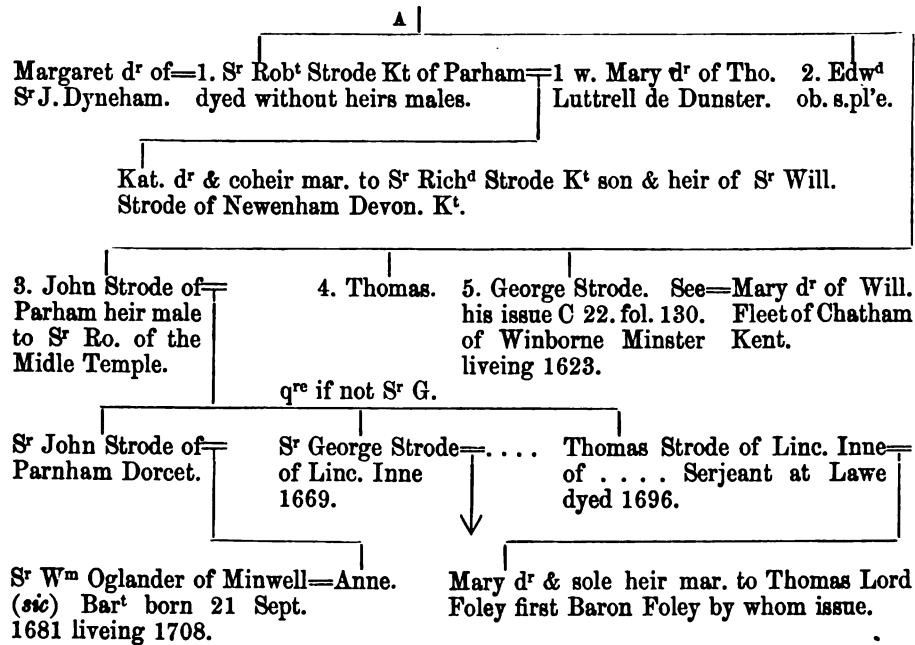 A
Margaret dʳ of=1. Sʳ Robᵗ Strode Kt of Parham=1 w. Mary dʳ of Tho. 2. Edwᵈ
Sʳ J. Dyneham. dyed without heirs males. Luttrell de Dunster. ob. s.pl'e.
Kat. dʳ & coheir mar. to Sʳ Richᵈ Strode Kᵗ son & heir of Sʳ Will.
Strode of Newenham Devon. Kᵗ.
3. John Strode of=
Parham heir male
to Sʳ Ro. of the
Midle Temple.
4. Thomas.
5. George Strode. See=Mary dʳ of Will.
his issue C 22. fol. 130. Fleet of Chatham
of Winborne Minster Kent.
liveing 1623.
qʳᵉ if not Sʳ G.
Sʳ John Strode of=
Parnham Dorcet.
Sʳ George Strode=. . . .
of Linc. Inne
1669.
Thomas Strode of Linc. Inne=
of . . . . Serjeant at Lawe
dyed 1696.
Sʳ Wᵐ Oglander of Minwell=Anne.
(sic) Barᵗ born 21 Sept.
1681 liveing 1708.
Mary dʳ & sole heir mar. to Thomas Lord
Foley first Baron Foley by whom issue.